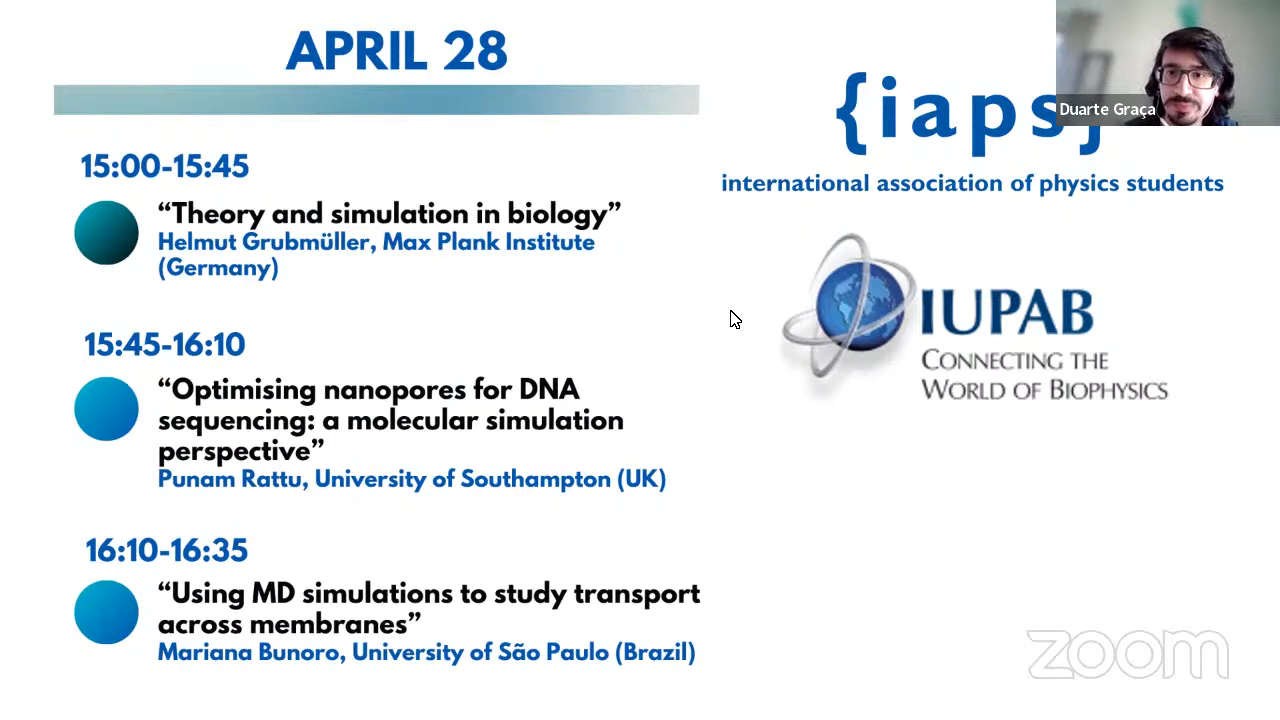 APRIL 28
15:00-15:45
“Theory and simulation in biology”
Helmut Grubmüller, Max Plank Institute
(Germany)
15:45-16:10
“Optimising nanopores for DNA
sequencing: a molecular simulation
perspective”
Punam Rattu, University of Southampton (UK)
16:10-16:35
“Using MD simulations to study transport
across membranes”
Mariana Bunoro, University of São Paulo (Brazil)
Duarte Graça
{iaps}
international association of physics students
IUPAB
CONNECTING THE
WORLD OF BIOPHYSICS
zoom